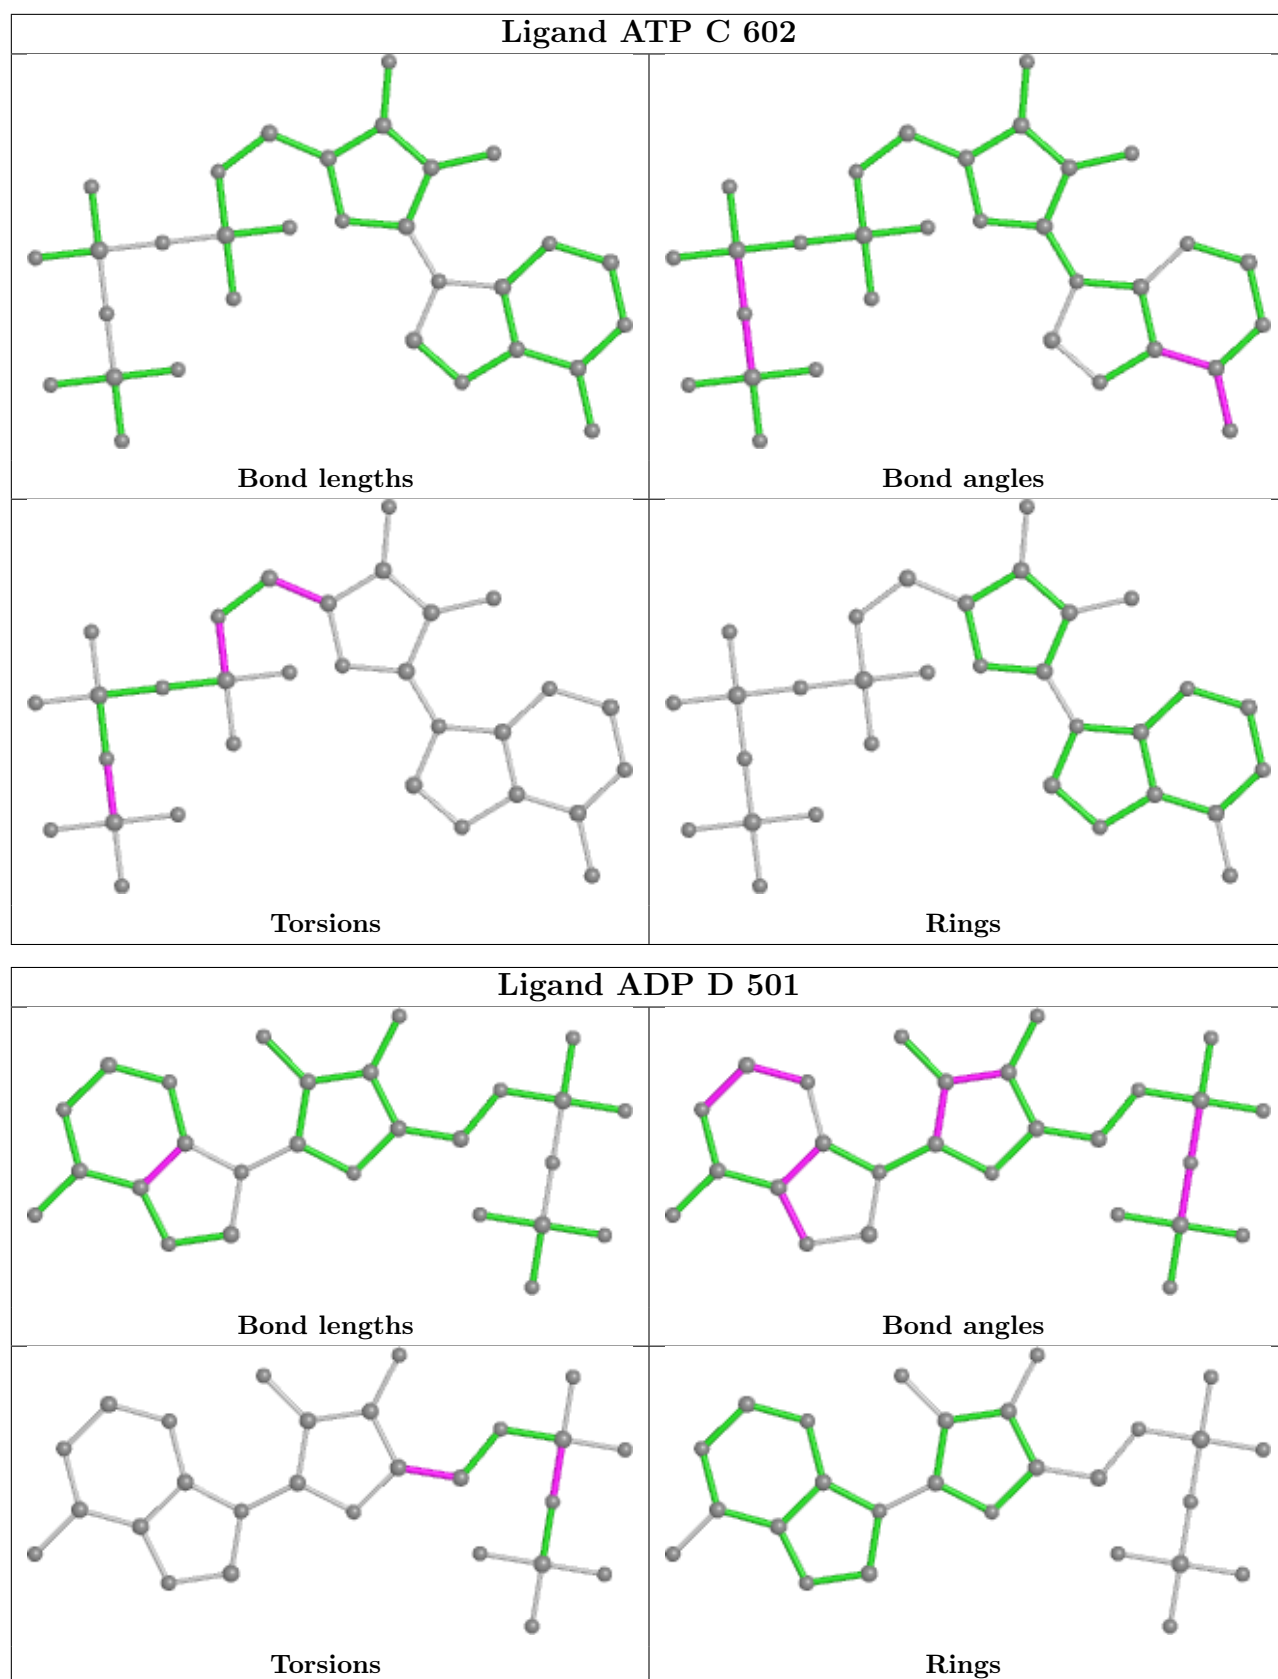 Ligand ATP C 602
Bond lengths
Bond angles
Torsions
Rings
Ligand ADP D 501
Bond lengths
Bond angles
Torsions
Rings